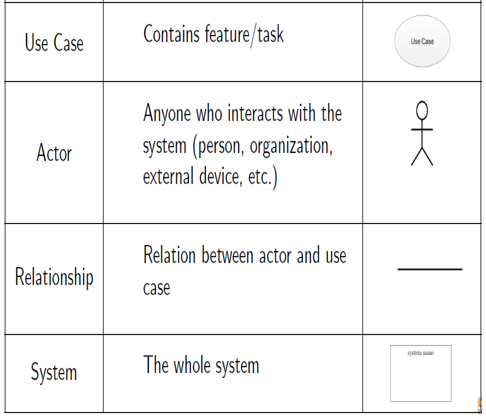 Use Case
Contains feature/task
Use Case
Actor
Anyone who interacts with the
system (person, organization,
external device, etc.)
Relationship
Relation between actor and use
case
System
The whole system
system name